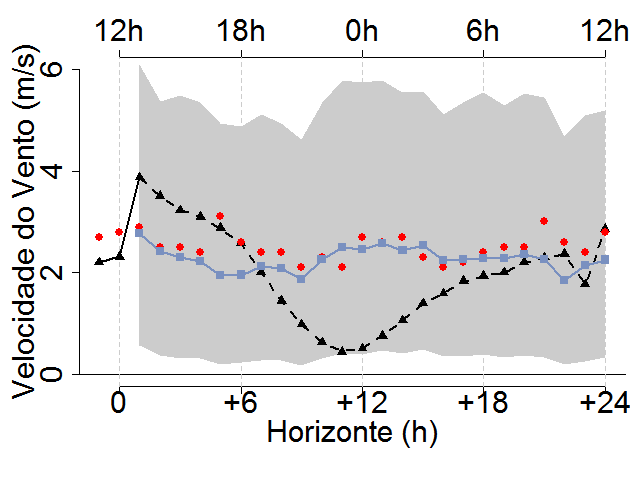 12h 18h 0h 6h 12h
Velocidade do Vento (m/s)
6
4
2
0
0 +6 +12 +18 +24
Horizonte (h)